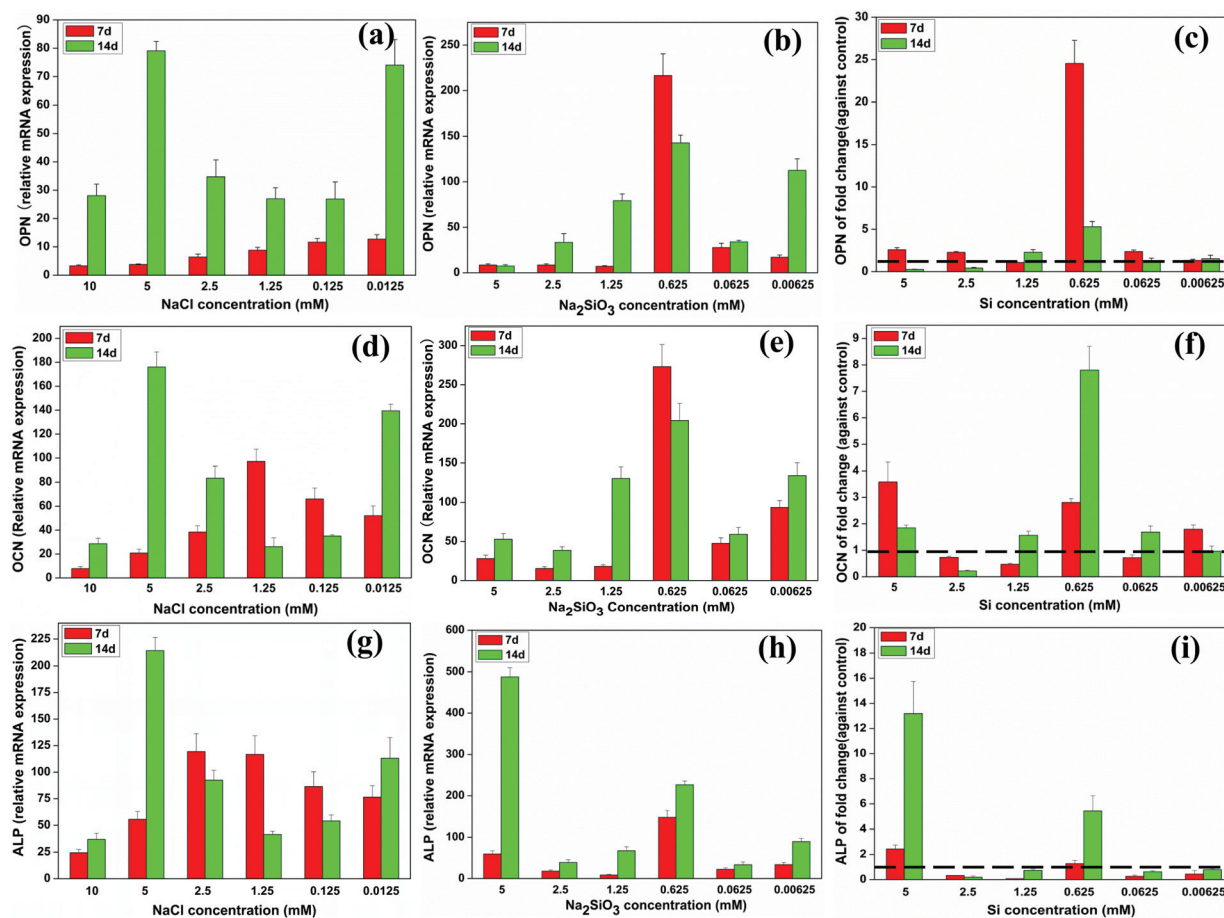 (a)
7d
14d
OPN (relative mRNA expression)
90
80
70
60
50
40
30
20
10
0
10 5 2.5 1.25 0.125 0.0125
NaCl concentration (mM)
(b)
7d
14d
OPN (relative mRNA expression)
250
200
150
100
50
0
5 2.5 1.25 0.625 0.0625 0.00625
Na₂SiO₃ concentration (mM)
(c)
7d
14d
OPN of fold change(against control)
30
25
20
15
10
5
0
5 2.5 1.25 0.625 0.0625 0.00625
Si concentration (mM)
(d)
7d
14d
OCN (Relative mRNA expression)
200
180
160
140
120
100
80
60
40
20
0
10 5 2.5 1.25 0.125 0.0125
NaCl concentration (mM)
(e)
7d
14d
OCN (Relative mRNA expression)
300
250
200
150
100
50
0
5 2.5 1.25 0.625 0.0625 0.00625
Na₂SiO₃ Concentration (mM)
(f)
7d
14d
OCN of fold change (against control)
9
8
7
6
5
4
3
2
1
0
5 2.5 1.25 0.625 0.0625 0.00625
Si concentration (mM)
(g)
7d
14d
ALP (relative mRNA expression)
225
200
175
150
125
100
75
50
25
0
10 5 2.5 1.25 0.125 0.0125
NaCl concentration (mM)
(h)
7d
14d
ALP (relative mRNA expression)
600
500
400
300
200
100
0
5 2.5 1.25 0.625 0.0625 0.00625
Na₂SiO₃ concentration (mM)
(i)
7d
14d
ALP of fold change(against control)
20
18
16
14
12
10
8
6
4
2
0
5 2.5 1.25 0.625 0.0625 0.00625
Si concentration (mM)